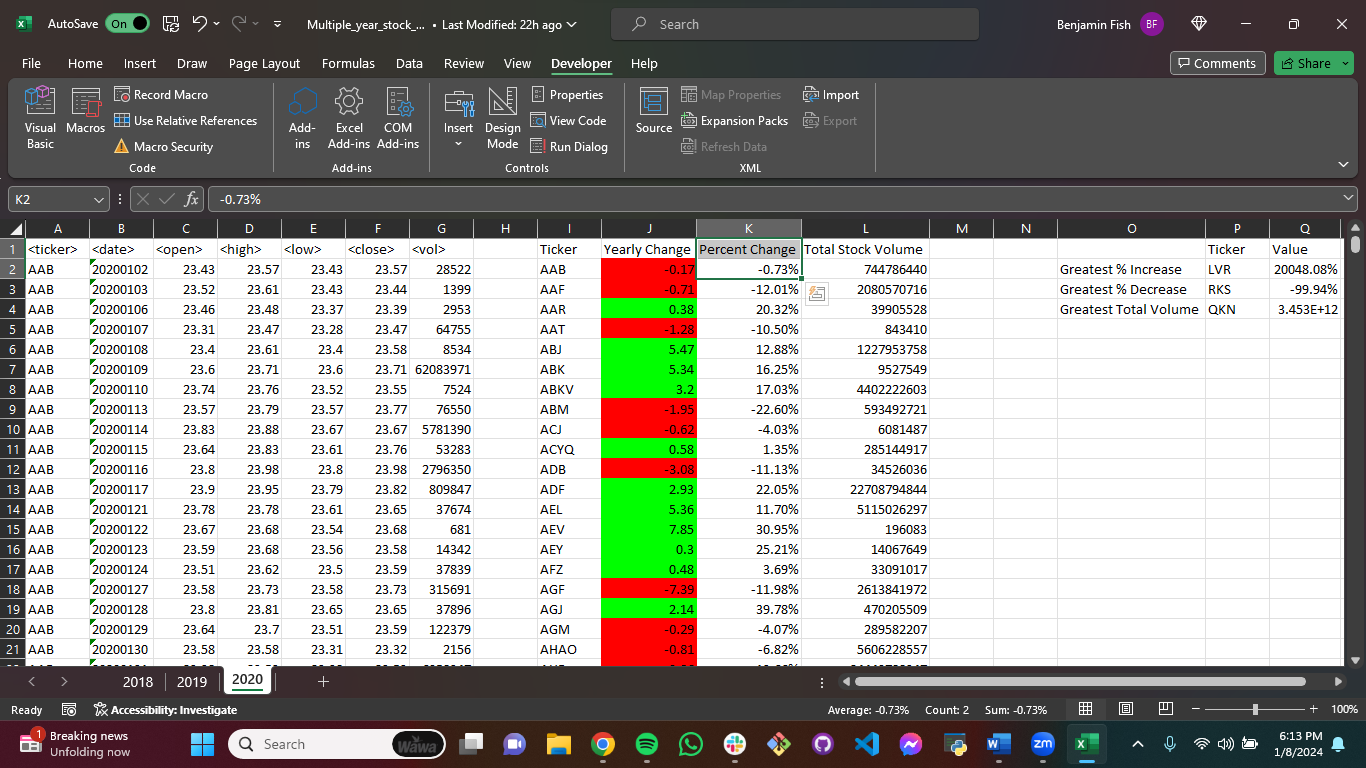 AutoSave On Multiple_year_stock_... • Last Modified: 22h ago Search Benjamin Fish BF
File Home Insert Draw Page Layout Formulas Data Review View Developer Help Comments Share
Visual Basic
Macros
Record Macro
Use Relative References
Macro Security
Code
Add-ins
Excel Add-ins
COM Add-ins
Add-ins
Insert
Design Mode
Properties
View Code
Run Dialog
Controls
Source
Map Properties
Expansion Packs
Refresh Data
Import
Export
XML
K2 fx -0.73%
A B C D E F G H I J K L M N O P Q
1 <ticker> <date> <open> <high> <low> <close> <vol> Ticker Yearly Change Percent Change Total Stock Volume Ticker Value
2 AAB 20200102 23.43 23.57 23.43 23.57 28522 AAB -0.17 -0.73% 744786440 Greatest % Increase LVR 20048.08%
3 AAB 20200103 23.52 23.61 23.43 23.44 1399 AAF -0.71 -12.01% 2080570716 Greatest % Decrease RKS -99.94%
4 AAB 20200106 23.46 23.48 23.37 23.39 2953 AAR 0.38 20.32% 39905528 Greatest Total Volume QKN 3.453E+12
5 AAB 20200107 23.31 23.47 23.28 23.47 64755 AAT -1.28 -10.50% 843410
6 AAB 20200108 23.4 23.61 23.4 23.58 8534 ABJ 5.47 12.88% 1227953758
7 AAB 20200109 23.6 23.71 23.6 23.71 62083971 ABK 5.34 16.25% 9527549
8 AAB 20200110 23.74 23.76 23.52 23.55 7524 ABKV 3.2 17.03% 4402222603
9 AAB 20200113 23.57 23.79 23.57 23.77 76550 ABM -1.95 -22.60% 593492721
10 AAB 20200114 23.83 23.88 23.67 23.67 5781390 ACJ -0.62 -4.03% 6081487
11 AAB 20200115 23.64 23.83 23.61 23.76 53283 ACYQ 0.58 1.35% 285144917
12 AAB 20200116 23.8 23.98 23.8 23.98 2796350 ADB -3.08 -11.13% 34526036
13 AAB 20200117 23.9 23.95 23.79 23.82 809847 ADF 2.93 22.05% 22708794844
14 AAB 20200121 23.78 23.78 23.61 23.65 37674 AEL 5.36 11.70% 5115026297
15 AAB 20200122 23.67 23.68 23.54 23.68 681 AEV 7.85 30.95% 196083
16 AAB 20200123 23.59 23.68 23.56 23.58 14342 AEY 0.3 25.21% 14067649
17 AAB 20200124 23.51 23.62 23.5 23.59 37839 AFZ 0.48 3.69% 33091017
18 AAB 20200127 23.58 23.73 23.58 23.73 315691 AGF -7.39 -11.98% 2613841972
19 AAB 20200128 23.8 23.81 23.65 23.65 37896 AGJ 2.14 39.78% 470205509
20 AAB 20200129 23.64 23.7 23.51 23.59 122379 AGM -0.29 -4.07% 289582207
21 AAB 20200130 23.58 23.58 23.31 23.32 2156 AHAO -0.81 -6.82% 5606228557
2018 2019 2020
Ready Accessibility: Investigate Average: -0.73% Count: 2 Sum: -0.73% 100%
1 Breaking news
Unfolding now
Search Wawa
6:13 PM
1/8/2024